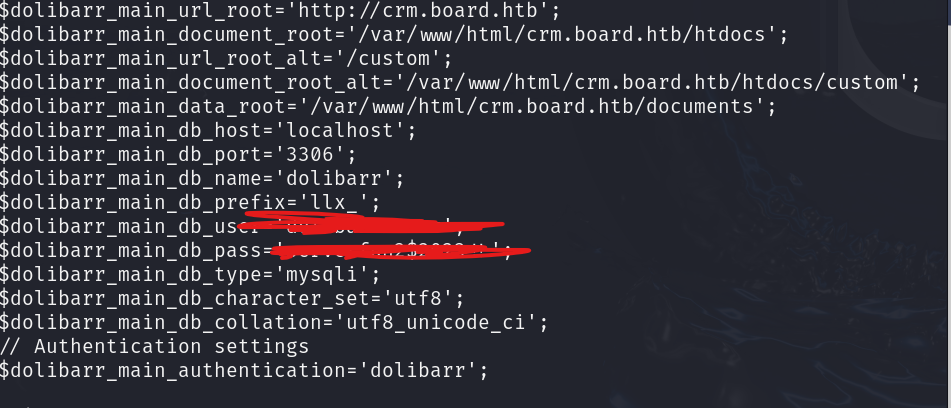 $dolibarr_main_url_root='http://crm.board.htb';
$dolibarr_main_document_root='/var/www/html/crm.board.htb/htdocs';
$dolibarr_main_url_root_alt='/custom';
$dolibarr_main_document_root_alt='/var/www/html/crm.board.htb/htdocs/custom';
$dolibarr_main_data_root='/var/www/html/crm.board.htb/documents';
$dolibarr_main_db_host='localhost';
$dolibarr_main_db_port='3306';
$dolibarr_main_db_name='dolibarr';
$dolibarr_main_db_prefix='llx_';
$dolibarr_main_db_user
$dolibarr_main_db_pass=
$dolibarr_main_db_type='mysqli';
$dolibarr_main_db_character_set='utf8';
$dolibarr_main_db_collation='utf8_unicode_ci';
// Authentication settings
$dolibarr_main_authentication='dolibarr';